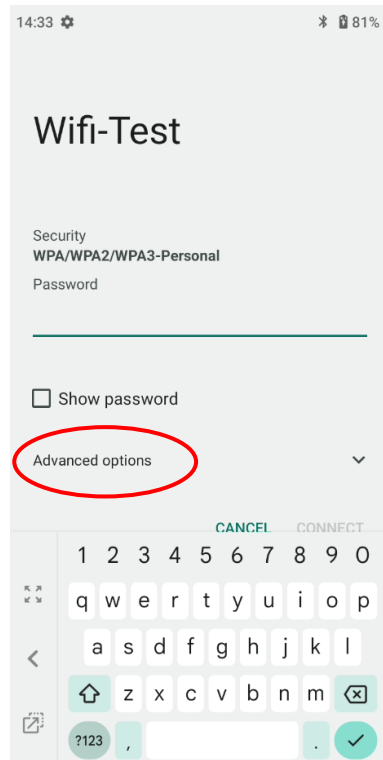 14:33 81%
Wifi-Test
Security
WPA/WPA2/WPA3-Personal
Password
Show password
Advanced options
CANCEL CONNECT
1 2 3 4 5 6 7 8 9 0
q w e r t y u i o p
a s d f g h j k l
z x c v b n m
?123 , .